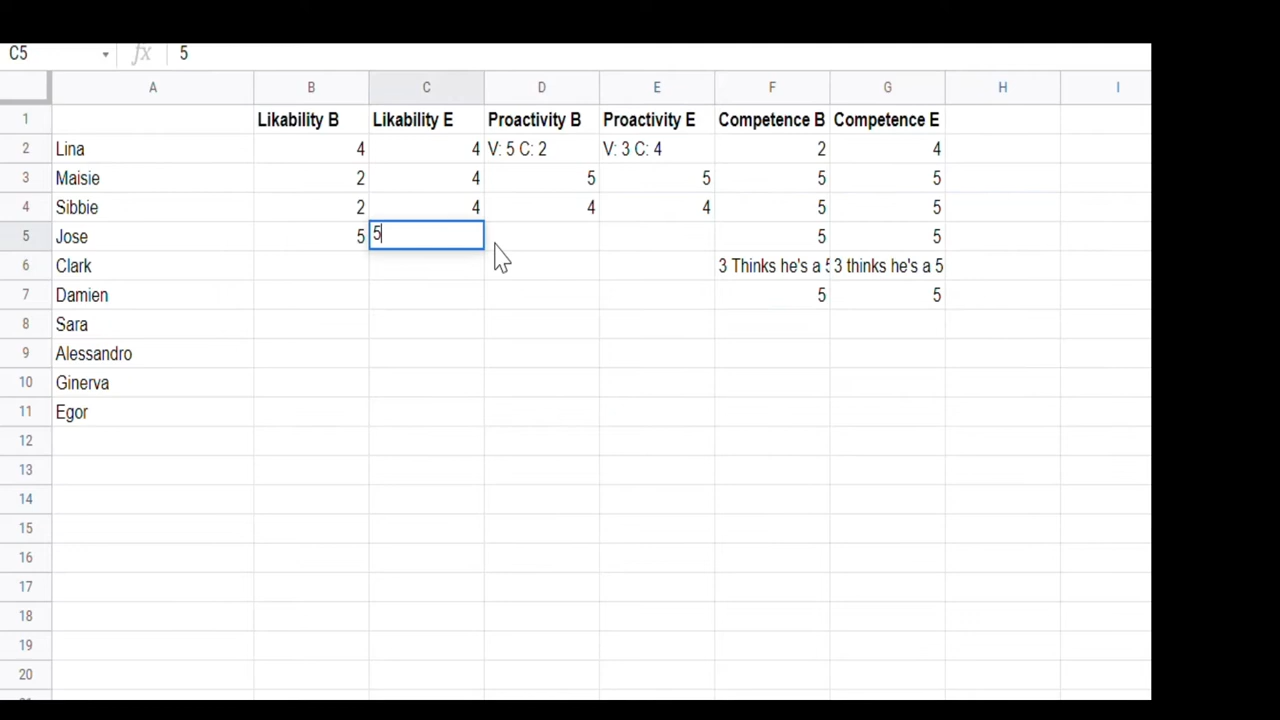 C5 fx 5
A B C D E F G H I
1 Likability B Likability E Proactivity B Proactivity E Competence B Competence E
2 Lina 4 4 V: 5 C: 2 V: 3 C: 4 2 4
3 Maisie 2 4 5 5 5 5
4 Sibbie 2 4 4 4 5 5
5 Jose 5 5 5 5
6 Clark 3 Thinks he's a 5 3 thinks he's a 5
7 Damien 5 5
8 Sara
9 Alessandro
10 Ginerva
11 Egor
12
13
14
15
16
17
18
19
20